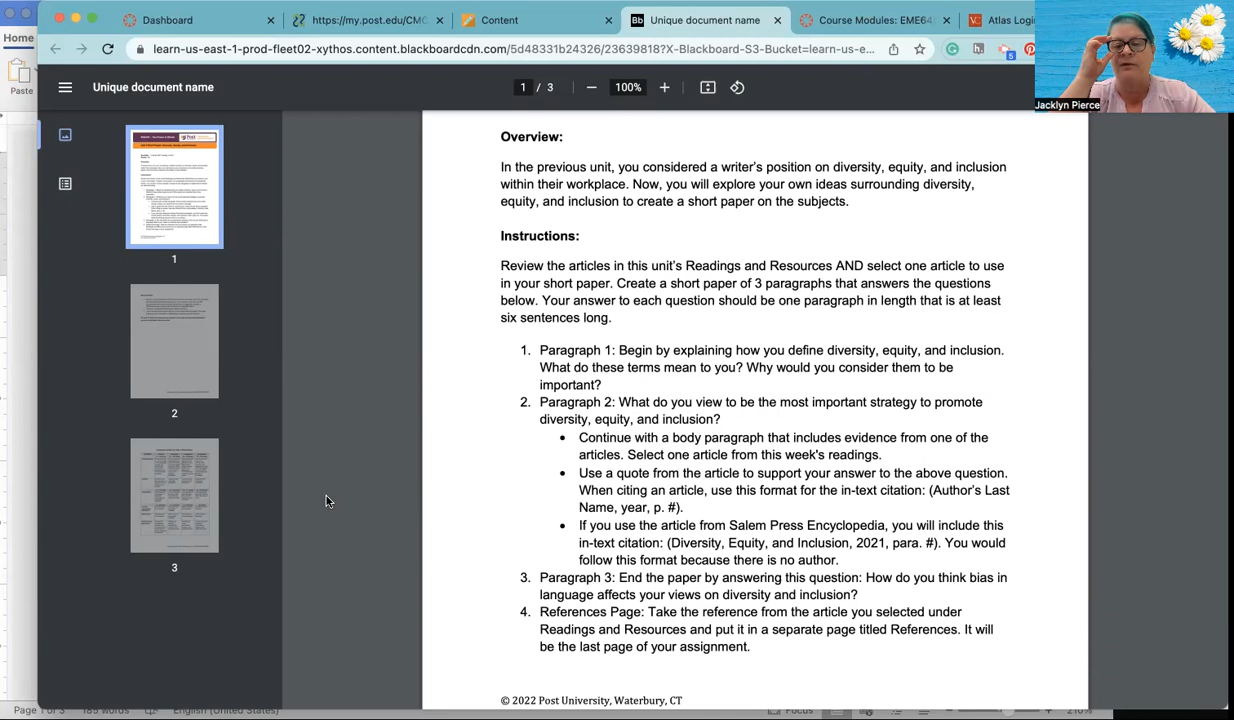 Dashboard
https://my.post.edu/CMC
Content
Unique document name
Course Modules: EME64
Atlas Login
Home
learn-us-east-1-prod-fleet02-xythos.content.blackboardcdn.com/5d48331b24326/23639818?X-Blackboard-S3-Bucket=learn-us-e...
Paste
Unique document name
1 / 3
100%
Jacklyn Pierce
Overview:
In the previous unit, you considered a writer's position on diversity, equity, and inclusion
within their workplace. Now, you will explore your own ideas surrounding diversity,
equity, and inclusion to create a short paper on the subjects.
Instructions:
Review the articles in this unit's Readings and Resources AND select one article to use
in your short paper. Create a short paper of 3 paragraphs that answers the questions
below. Your answer to each question should be one paragraph in length that is at least
six sentences long.
1. Paragraph 1: Begin by explaining how you define diversity, equity, and inclusion.
What do these terms mean to you? Why would you consider them to be
important?
2. Paragraph 2: What do you view to be the most important strategy to promote
diversity, equity, and inclusion?
• Continue with a body paragraph that includes evidence from one of the
articles. Select one article from this week's readings.
• Use a quote from the article to support your answer to the above question.
When citing an article, use this format for the in-text citation: (Author's Last
Name, year, p. #).
• If you use the article from Salem Press Encyclopedia, you will include this
in-text citation: (Diversity, Equity, and Inclusion, 2021, para. #). You would
follow this format because there is no author.
3. Paragraph 3: End the paper by answering this question: How do you think bias in
language affects your views on diversity and inclusion?
4. References Page: Take the reference from the article you selected under
Readings and Resources and put it in a separate page titled References. It will
be the last page of your assignment.
© 2022 Post University, Waterbury, CT
1
2
3
Page 1 of 3 185 words English (United States)
Focus
210%